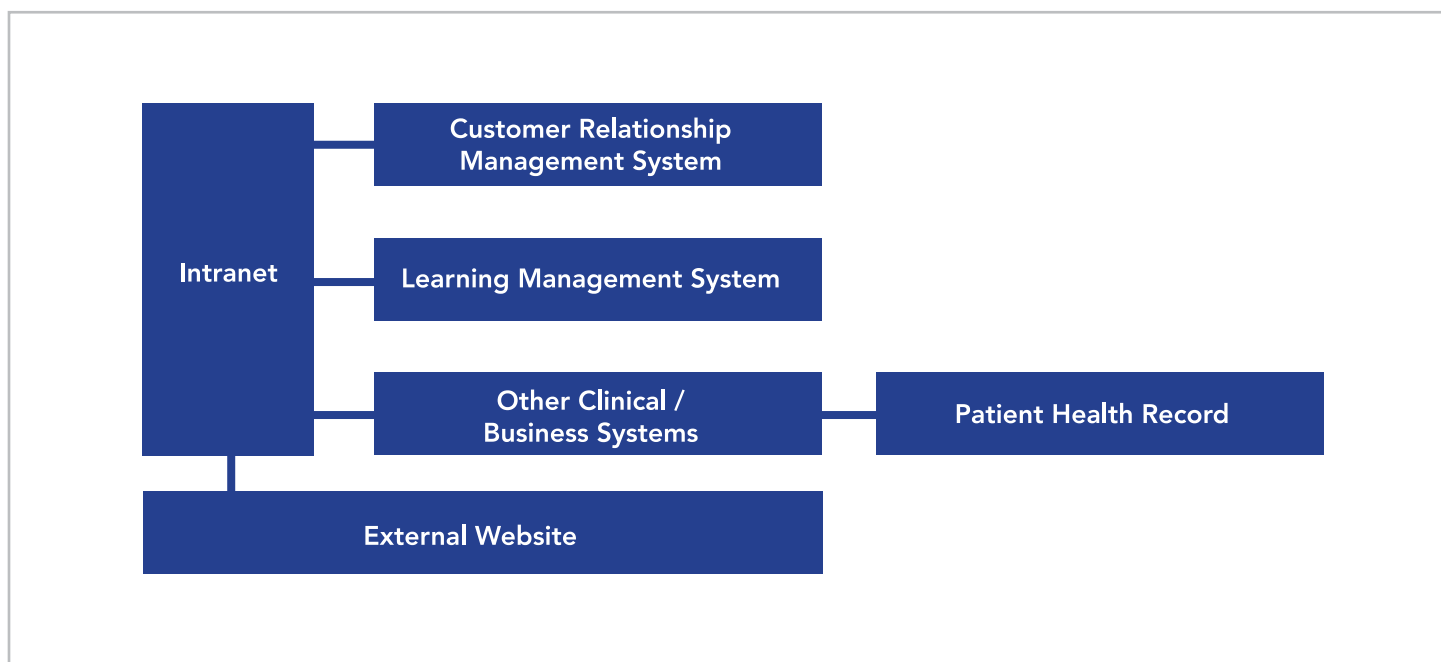 Customer Relationship
Management System
Intranet
Learning Management System
Other Clinical /
Business Systems
Patient Health Record
External Website